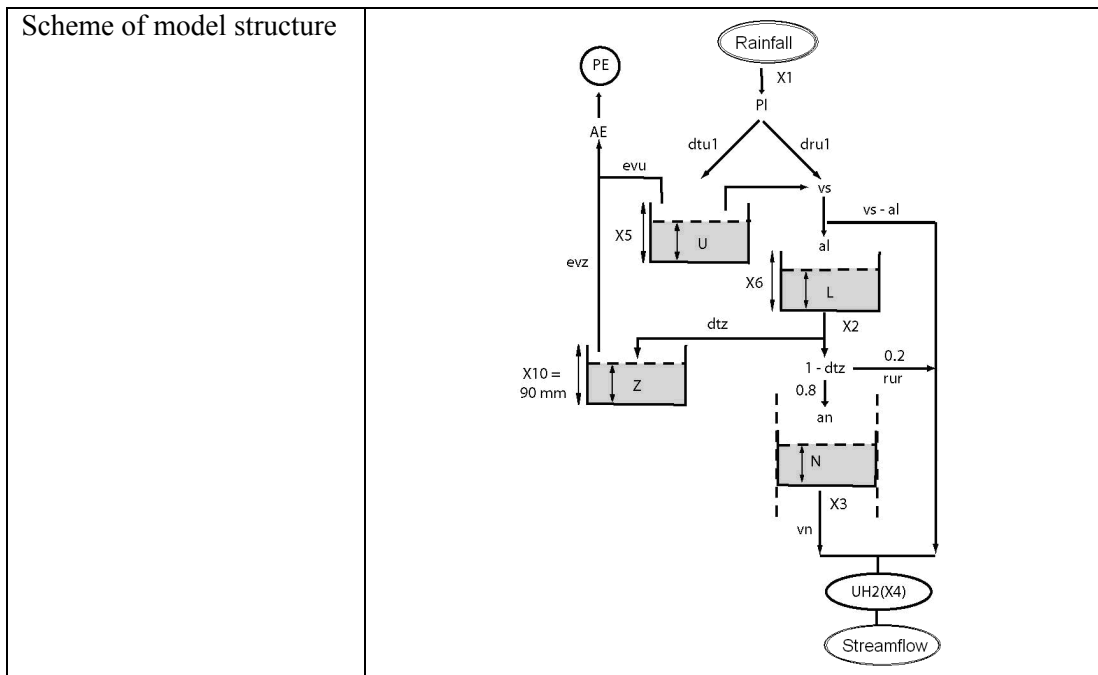 Scheme of model structure
Rainfall
PE
X1
Pl
AE
dtu1
dru1
evu
vs
vs - al
X5
U
al
evz
X6
L
X2
dtz
X10 =
90 mm
Z
1 - dtz
0.2
rur
0.8
an
N
X3
vn
UH2(X4)
Streamflow